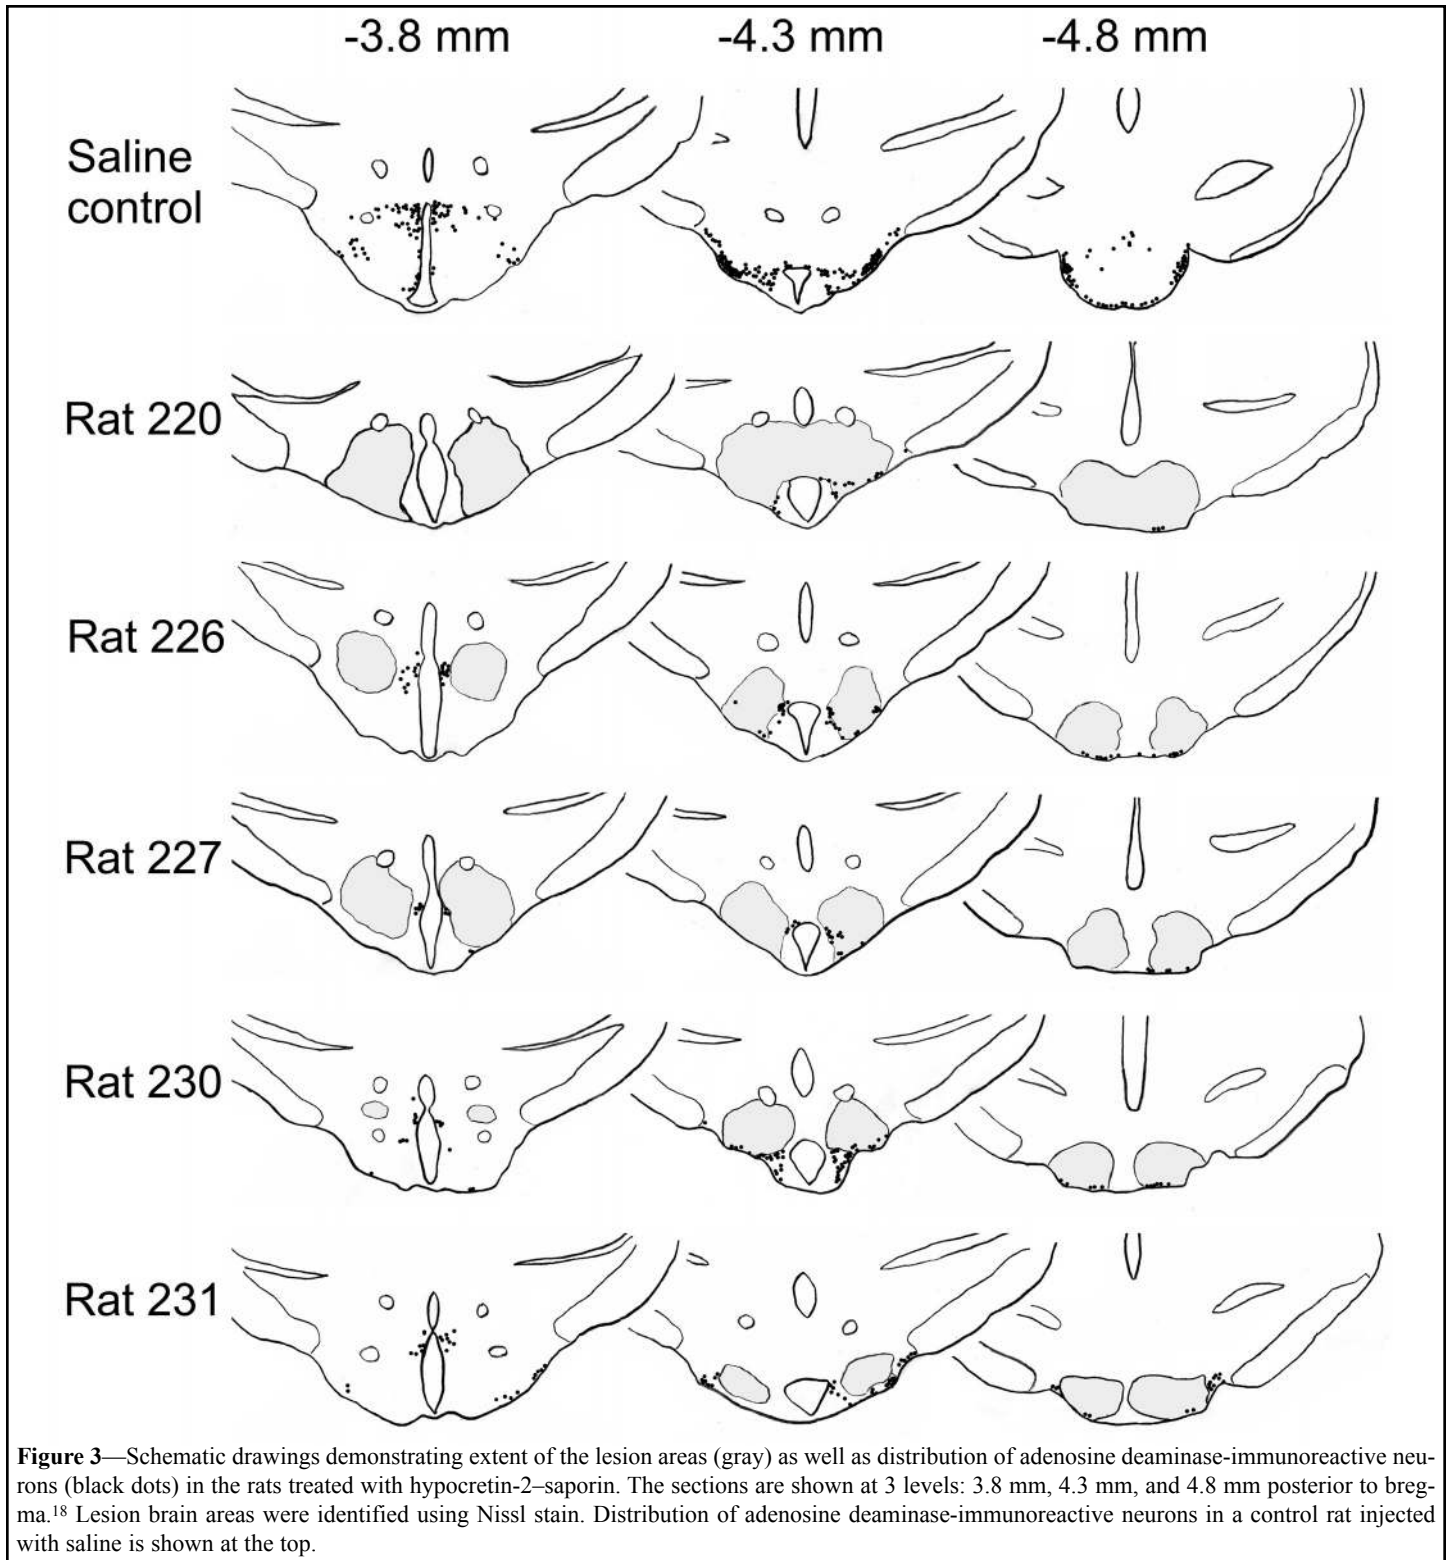 -3.8 mm -4.3 mm -4.8 mm
Saline
control
Rat 220
Rat 226
Rat 227
Rat 230
Rat 231
Figure 3—Schematic drawings demonstrating extent of the lesion areas (gray) as well as distribution of adenosine deaminase-immunoreactive neu-
rons (black dots) in the rats treated with hypocretin-2–saporin. The sections are shown at 3 levels: 3.8 mm, 4.3 mm, and 4.8 mm posterior to breg-
ma.18 Lesion brain areas were identified using Nissl stain. Distribution of adenosine deaminase-immunoreactive neurons in a control rat injected
with saline is shown at the top.